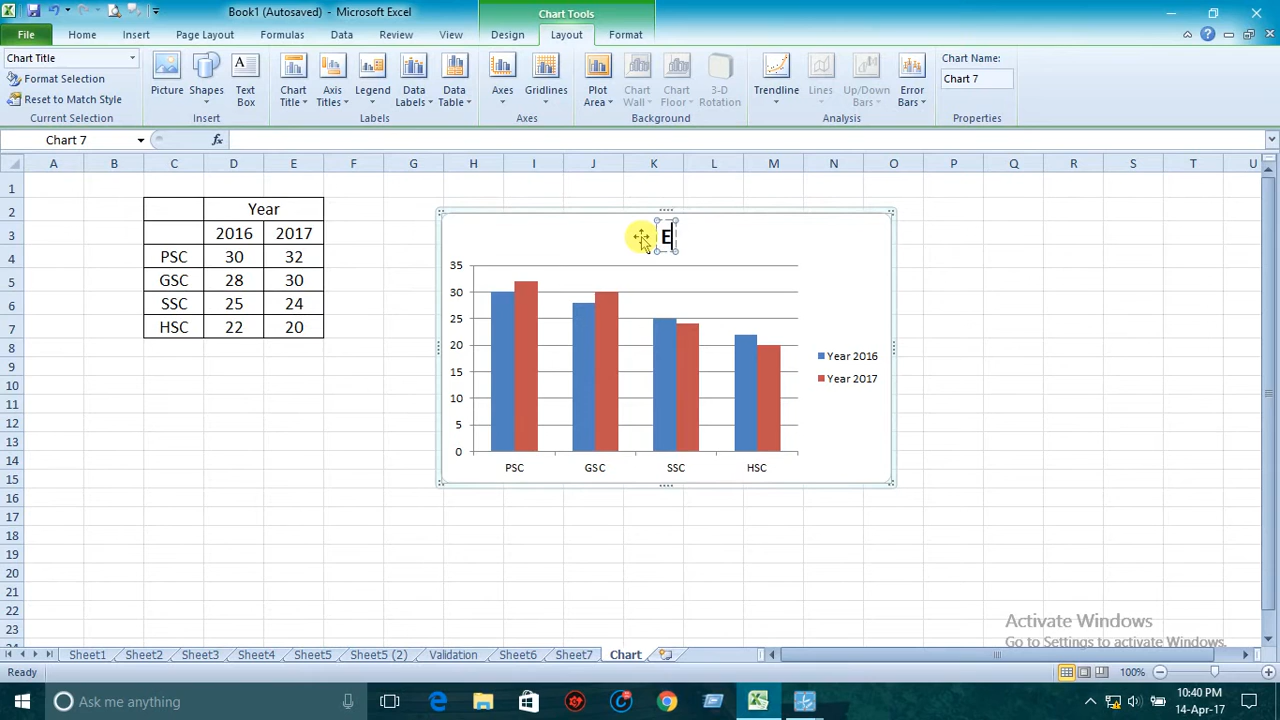 Book1 (Autosaved) - Microsoft Excel
Chart Tools
File
Home
Insert
Page Layout
Formulas
Data
Review
View
Design
Layout
Format
Chart Title
Format Selection
Reset to Match Style
Current Selection
Picture
Shapes
Text Box
Insert
Chart Title
Axis Titles
Legend
Data Labels
Data Table
Labels
Axes
Gridlines
Axes
Plot Area
Chart Wall
Chart Floor
3-D Rotation
Background
Trendline
Lines
Up/Down Bars
Error Bars
Analysis
Chart Name:
Chart 7
Properties
Chart 7
fx
A B C D E F G H I J K L M N O P Q R S T U
1
2
3
4
5
6
7
8
9
10
11
12
13
14
15
16
17
18
19
20
21
22
23
Year
2016 2017
PSC 30 32
GSC 28 30
SSC 25 24
HSC 22 20
E
35
30
25
20
15
10
5
0
PSC GSC SSC HSC
Year 2016
Year 2017
Activate Windows
Go to Settings to activate Windows.
Sheet1 Sheet2 Sheet3 Sheet4 Sheet5 Sheet5 (2) Validation Sheet6 Sheet7 Chart
Ready
100%
Ask me anything
10:40 PM
14-Apr-17